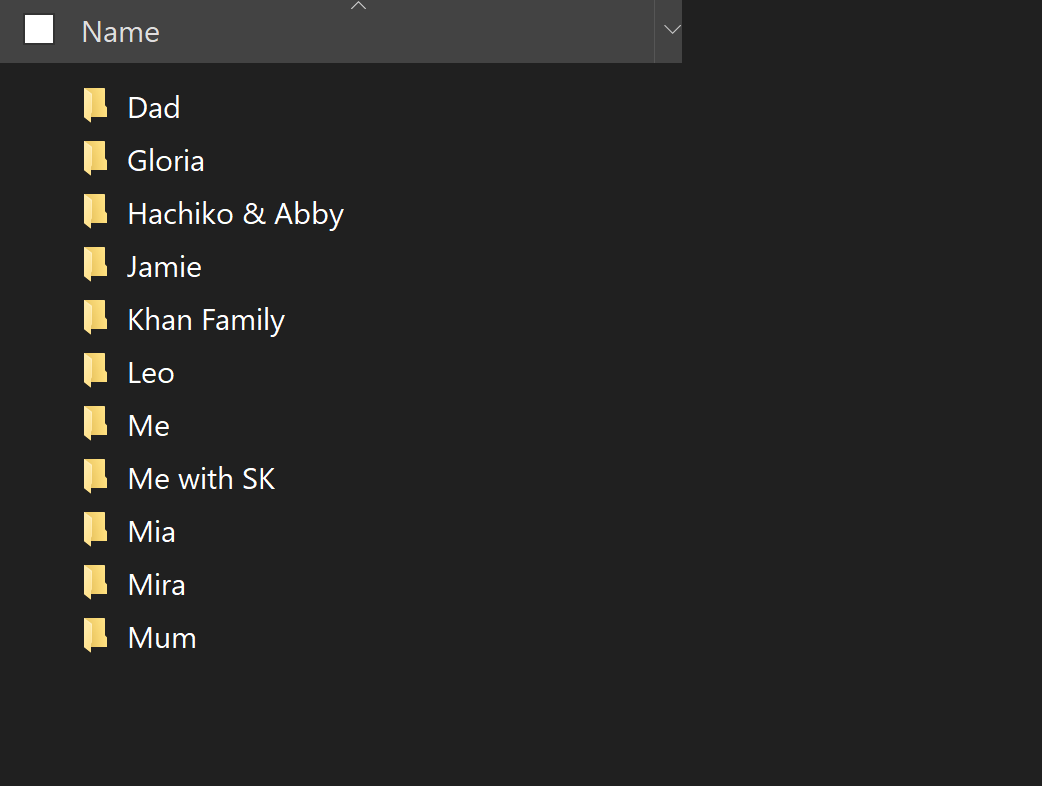 Name
Dad
Gloria
Hachiko & Abby
Jamie
Khan Family
Leo
Me
Me with SK
Mia
Mira
Mum